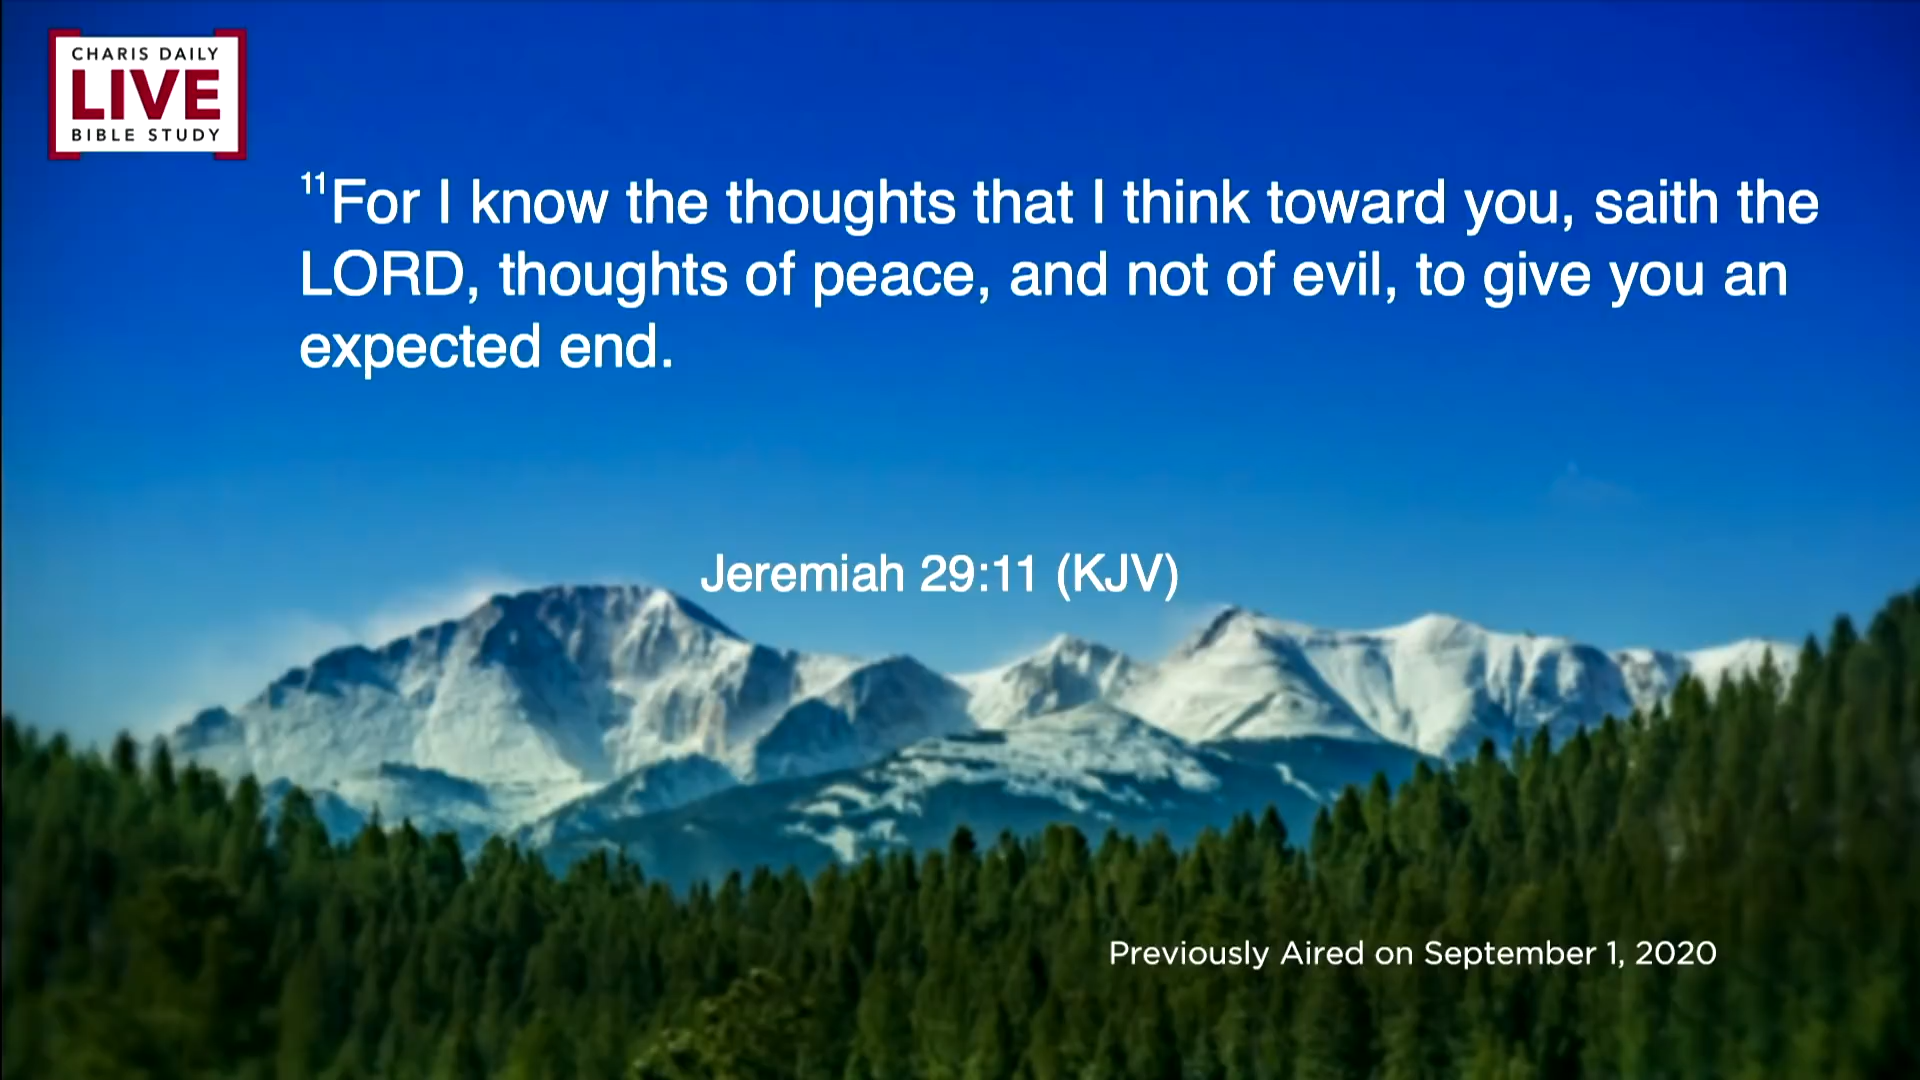 CHARIS DAILY
LIVE
BIBLE STUDY
¹¹For I know the thoughts that I think toward you, saith the
LORD, thoughts of peace, and not of evil, to give you an
expected end.
Jeremiah 29:11 (KJV)
Previously Aired on September 1, 2020